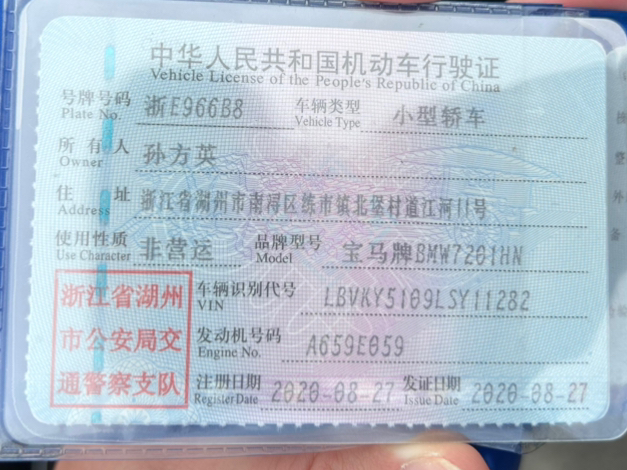 中华人民共和国机动车行驶证
Vehicle License of the People's Republic of China
号牌号码 浙E966B8 车辆类型 小型轿车
Plate No. Vehicle Type
所有人 孙方英
Owner
住址 浙江省湖州市南浔区练市镇北堡村道江河11号
Address
使用性质 非营运 品牌型号 宝马牌BMW7201HN
Use Character Model
浙江省湖州
市公安局交
通警察支队
车辆识别代号 LBVKY5109LSY11282
VIN
发动机号码 A659E059
Engine No.
注册日期 2020-08-27 发证日期 2020-08-27
Register Date Issue Date